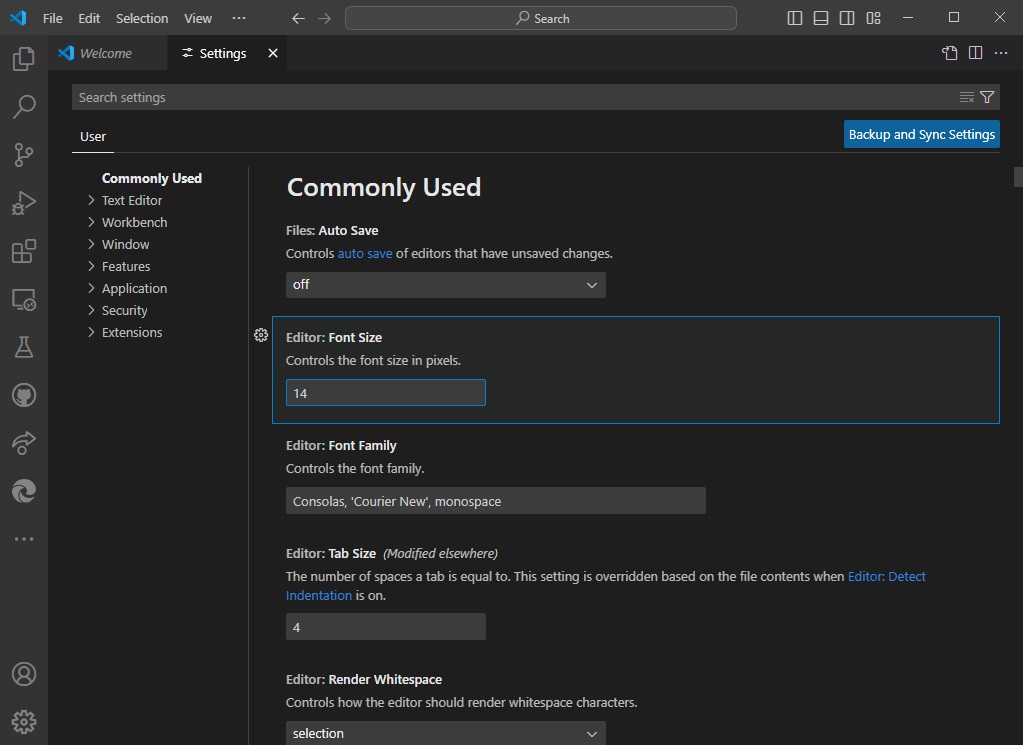 File Edit Selection View ··· Search
Welcome Settings
Search settings
User Backup and Sync Settings
Commonly Used
Text Editor
Workbench
Window
Features
Application
Security
Extensions
Commonly Used
Files: Auto Save
Controls auto save of editors that have unsaved changes.
off
Editor: Font Size
Controls the font size in pixels.
14
Editor: Font Family
Controls the font family.
Consolas, 'Courier New', monospace
Editor: Tab Size (Modified elsewhere)
The number of spaces a tab is equal to. This setting is overridden based on the file contents when Editor: Detect
Indentation is on.
4
Editor: Render Whitespace
Controls how the editor should render whitespace characters.
selection